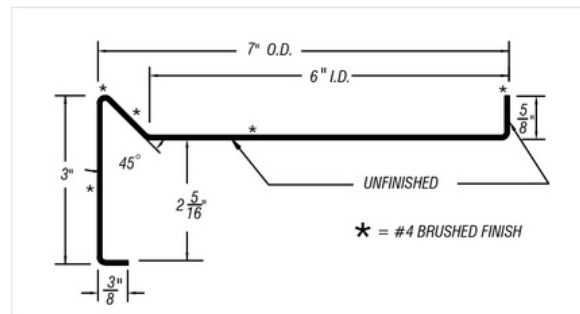 7" O.D.
6" I.D.
5/8"
45°
3"
2 5/16"
UNFINISHED
* = #4 BRUSHED FINISH
3/8"